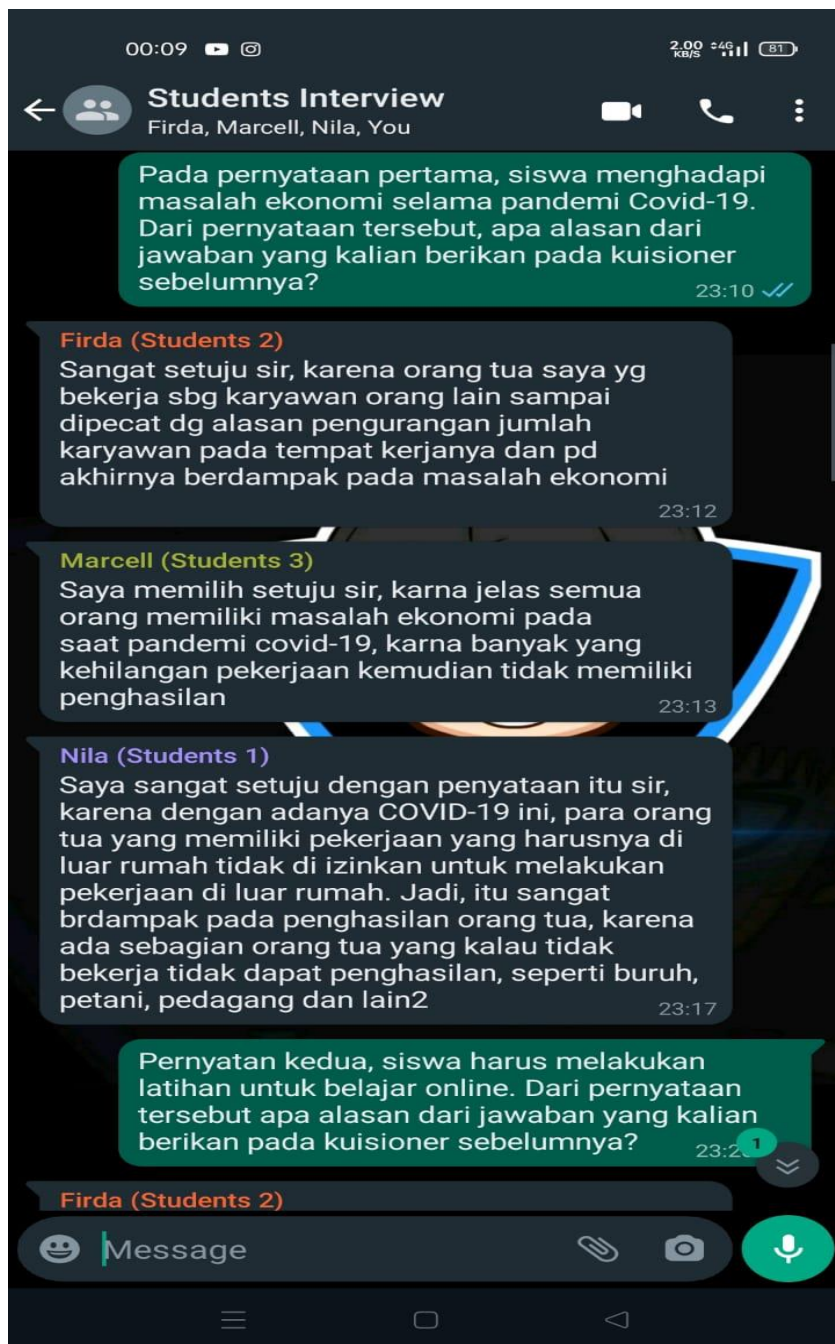 00:09
2.00 KB/S 4G 81
Students Interview
Firda, Marcell, Nila, You
Pada pernyataan pertama, siswa menghadapi
masalah ekonomi selama pandemi Covid-19.
Dari pernyataan tersebut, apa alasan dari
jawaban yang kalian berikan pada kuisioner
sebelumnya?
23:10
Firda (Students 2)
Sangat setuju sir, karena orang tua saya yg
bekerja sbg karyawan orang lain sampai
dipecat dg alasan pengurangan jumlah
karyawan pada tempat kerjanya dan pd
akhirnya berdampak pada masalah ekonomi
23:12
Marcell (Students 3)
Saya memilih setuju sir, karna jelas semua
orang memiliki masalah ekonomi pada
saat pandemi covid-19, karna banyak yang
kehilangan pekerjaan kemudian tidak memiliki
penghasilan
23:13
Nila (Students 1)
Saya sangat setuju dengan penyataan itu sir,
karena dengan adanya COVID-19 ini, para orang
tua yang memiliki pekerjaan yang harusnya di
luar rumah tidak di izinkan untuk melakukan
pekerjaan di luar rumah. Jadi, itu sangat
brdampak pada penghasilan orang tua, karena
ada sebagian orang tua yang kalau tidak
bekerja tidak dapat penghasilan, seperti buruh,
petani, pedagang dan lain2
23:17
Pernyatan kedua, siswa harus melakukan
latihan untuk belajar online. Dari pernyataan
tersebut apa alasan dari jawaban yang kalian
berikan pada kuisioner sebelumnya?
1
Firda (Students 2)
Message